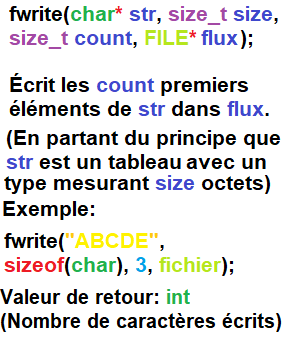 fwrite(char* str, size_t size,
size_t count, FILE* flux);
Écrit les count premiers
éléments de str dans flux.
(En partant du principe que
str est un tableau avec un
type mesurant size octets)
Exemple:
fwrite("ABCDE",
sizeof(char), 3, fichier);
Valeur de retour: int
(Nombre de caractères écrits)